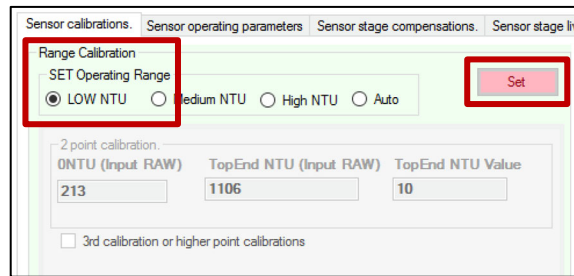 Sensor calibrations. Sensor operating parameters Sensor stage compensations. Sensor stage
Range Calibration
SET Operating Range
LOW NTU Medium NTU High NTU Auto
Set
2 point calibration.
0NTU (Input RAW) TopEnd NTU (Input RAW) TopEnd NTU Value
213 1106 10
3rd calibration or higher point calibrations